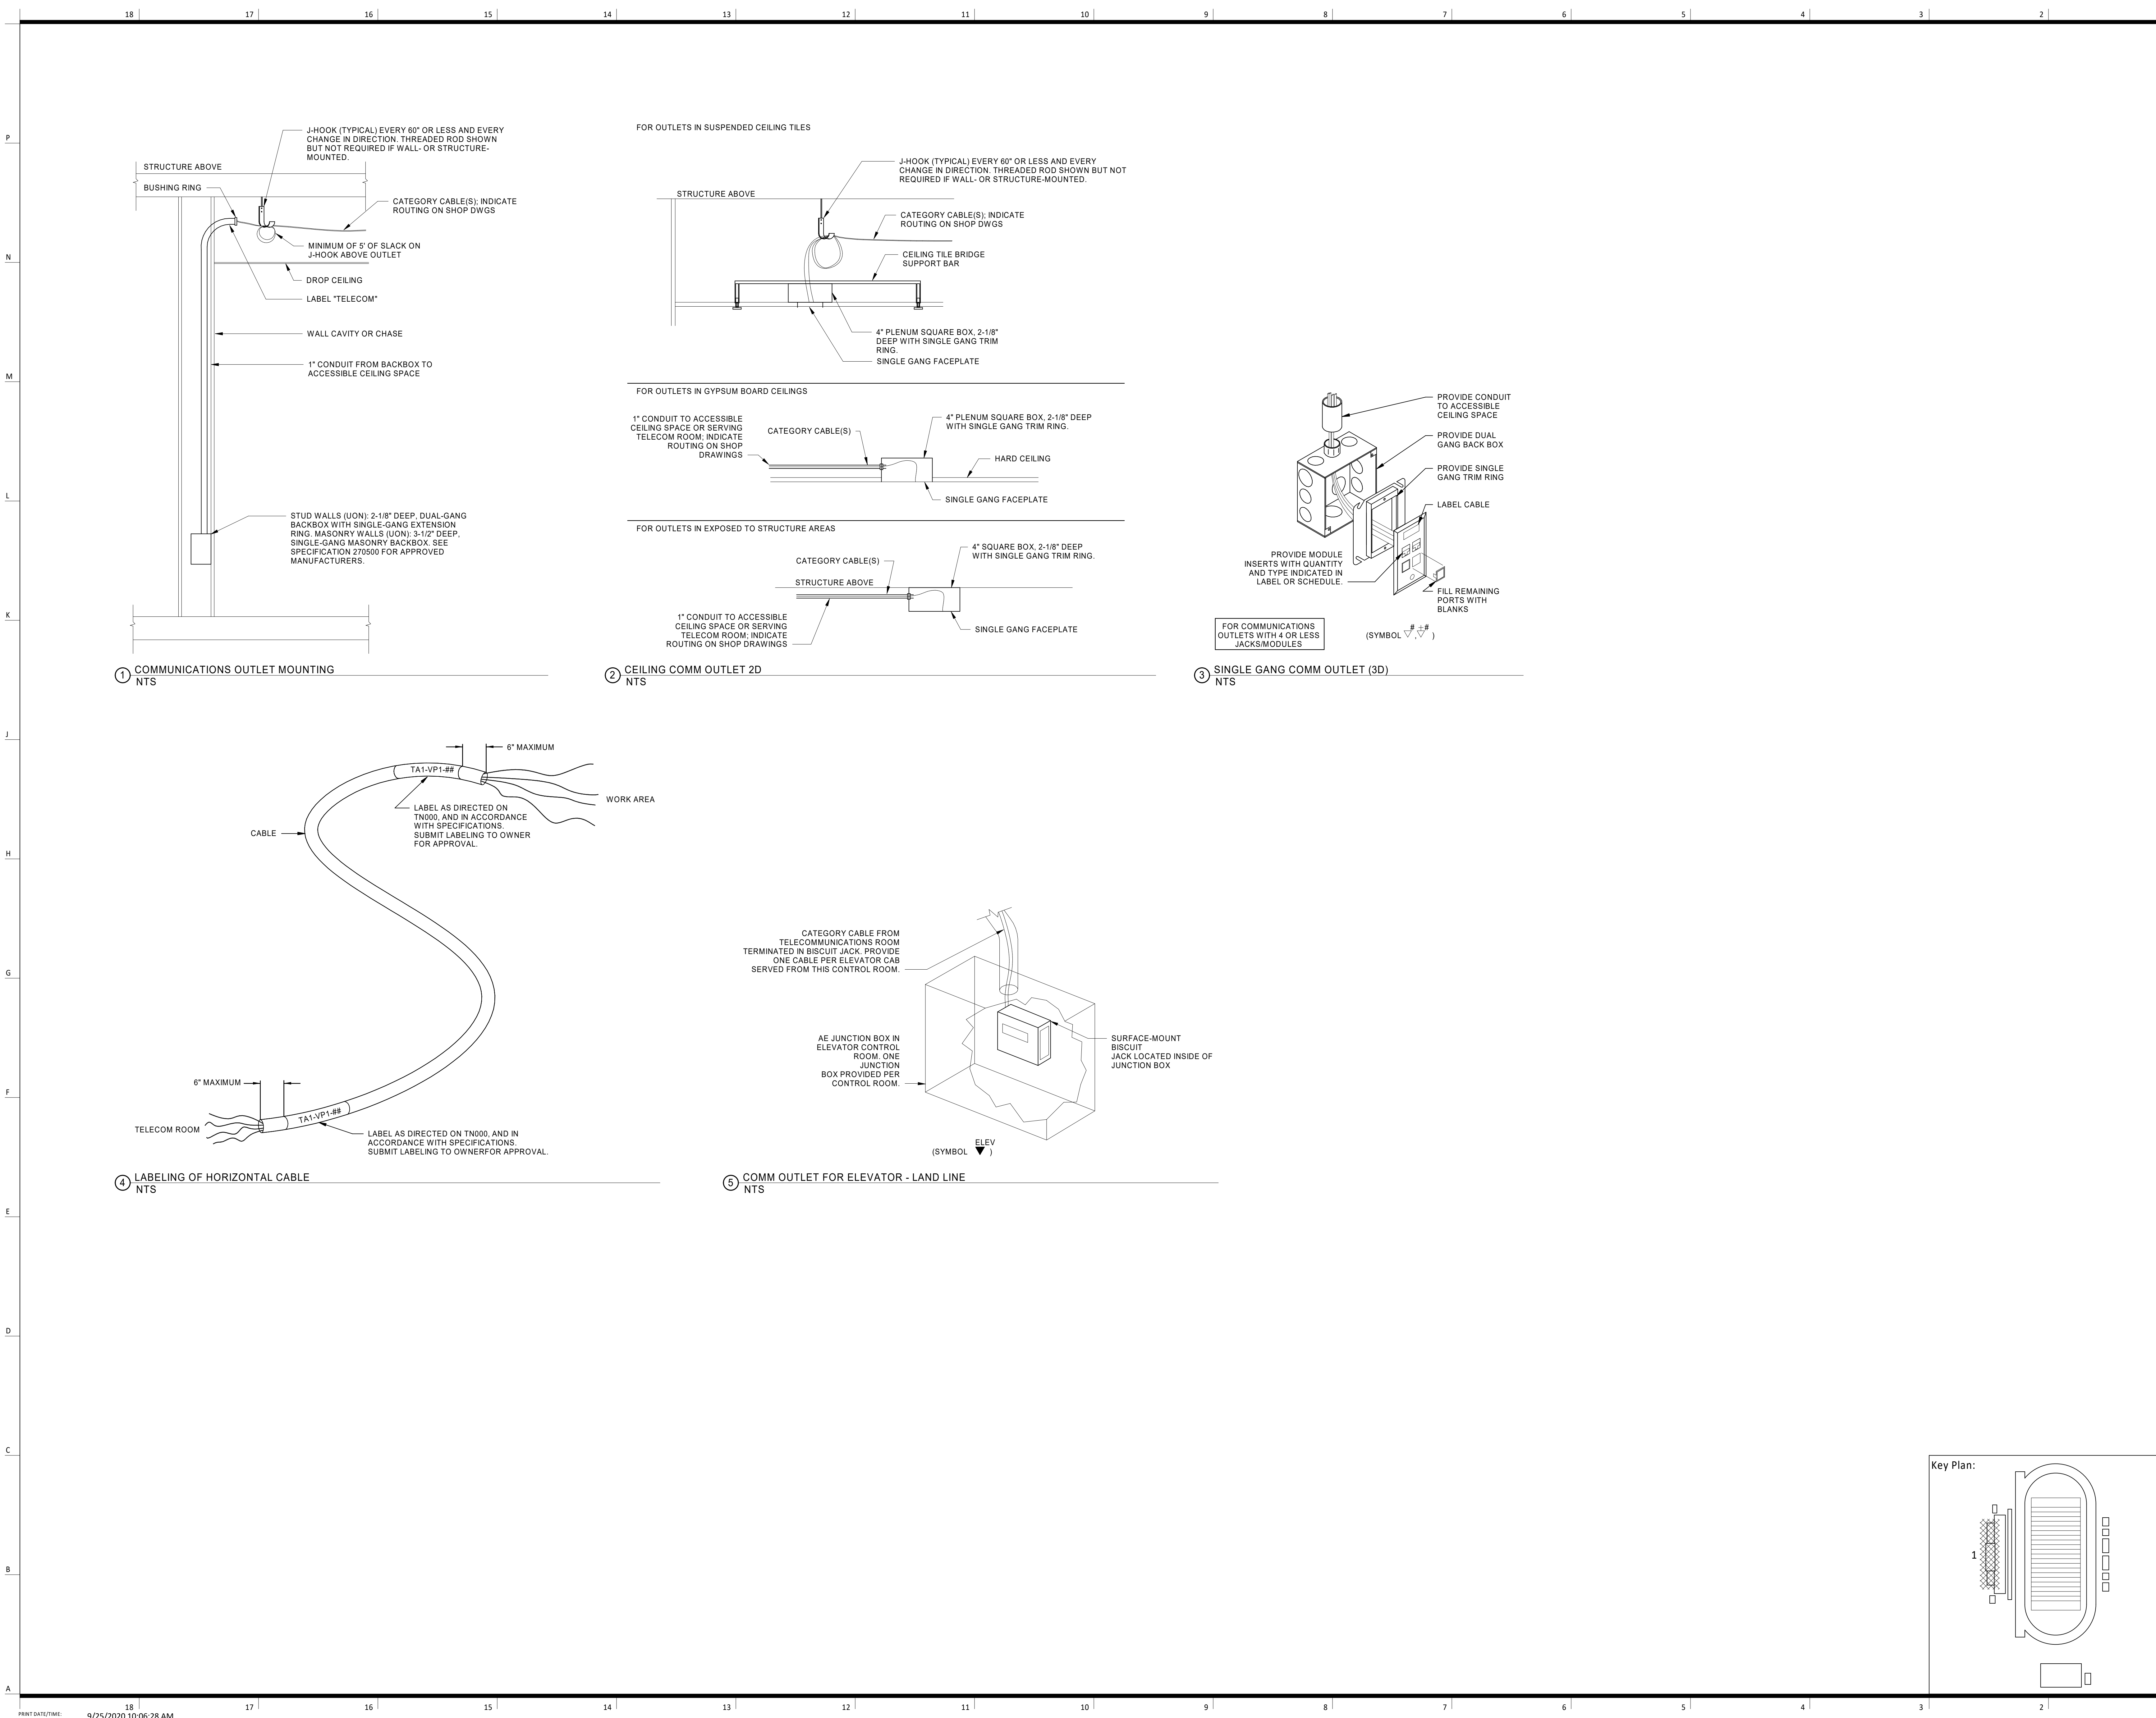 18 17 16 15 14 13 12 11 10 9 8 7 6 5 4 3 2
P
N
M
L
K
J
H
G
F
E
D
C
B
A
J-HOOK (TYPICAL) EVERY 60" OR LESS AND EVERY
CHANGE IN DIRECTION. THREADED ROD SHOWN
BUT NOT REQUIRED IF WALL- OR STRUCTURE-
MOUNTED.
STRUCTURE ABOVE
BUSHING RING
CATEGORY CABLE(S); INDICATE
ROUTING ON SHOP DWGS
MINIMUM OF 5' OF SLACK ON
J-HOOK ABOVE OUTLET
DROP CEILING
LABEL "TELECOM"
WALL CAVITY OR CHASE
1" CONDUIT FROM BACKBOX TO
ACCESSIBLE CEILING SPACE
STUD WALLS (UON): 2-1/8" DEEP, DUAL-GANG
BACKBOX WITH SINGLE-GANG EXTENSION
RING. MASONRY WALLS (UON): 3-1/2" DEEP,
SINGLE-GANG MASONRY BACKBOX. SEE
SPECIFICATION 270500 FOR APPROVED
MANUFACTURERS.
1 COMMUNICATIONS OUTLET MOUNTING
NTS
FOR OUTLETS IN SUSPENDED CEILING TILES
J-HOOK (TYPICAL) EVERY 60" OR LESS AND EVERY
CHANGE IN DIRECTION. THREADED ROD SHOWN BUT NOT
REQUIRED IF WALL- OR STRUCTURE-MOUNTED.
STRUCTURE ABOVE
CATEGORY CABLE(S); INDICATE
ROUTING ON SHOP DWGS
CEILING TILE BRIDGE
SUPPORT BAR
4" PLENUM SQUARE BOX, 2-1/8"
DEEP WITH SINGLE GANG TRIM
RING.
SINGLE GANG FACEPLATE
FOR OUTLETS IN GYPSUM BOARD CEILINGS
1" CONDUIT TO ACCESSIBLE
CEILING SPACE OR SERVING
TELECOM ROOM; INDICATE
ROUTING ON SHOP
DRAWINGS
CATEGORY CABLE(S)
4" PLENUM SQUARE BOX, 2-1/8" DEEP
WITH SINGLE GANG TRIM RING.
HARD CEILING
SINGLE GANG FACEPLATE
FOR OUTLETS IN EXPOSED TO STRUCTURE AREAS
4" SQUARE BOX, 2-1/8" DEEP
WITH SINGLE GANG TRIM RING.
CATEGORY CABLE(S)
STRUCTURE ABOVE
1" CONDUIT TO ACCESSIBLE
CEILING SPACE OR SERVING
TELECOM ROOM; INDICATE
ROUTING ON SHOP DRAWINGS
SINGLE GANG FACEPLATE
2 CEILING COMM OUTLET 2D
NTS
PROVIDE CONDUIT
TO ACCESSIBLE
CEILING SPACE
PROVIDE DUAL
GANG BACK BOX
PROVIDE SINGLE
GANG TRIM RING
LABEL CABLE
PROVIDE MODULE
INSERTS WITH QUANTITY
AND TYPE INDICATED IN
LABEL OR SCHEDULE.
FILL REMAINING
PORTS WITH
BLANKS
FOR COMMUNICATIONS
OUTLETS WITH 4 OR LESS
JACKS/MODULES
(SYMBOL ▽#, ▽+# )
3 SINGLE GANG COMM OUTLET (3D)
NTS
6" MAXIMUM
TA1-VP1-##
WORK AREA
LABEL AS DIRECTED ON
TN000, AND IN ACCORDANCE
WITH SPECIFICATIONS.
SUBMIT LABELING TO OWNER
FOR APPROVAL.
CABLE
6" MAXIMUM
TA1-VP1-##
TELECOM ROOM
LABEL AS DIRECTED ON TN000, AND IN
ACCORDANCE WITH SPECIFICATIONS.
SUBMIT LABELING TO OWNERFOR APPROVAL.
4 LABELING OF HORIZONTAL CABLE
NTS
CATEGORY CABLE FROM
TELECOMMUNICATIONS ROOM
TERMINATED IN BISCUIT JACK. PROVIDE
ONE CABLE PER ELEVATOR CAB
SERVED FROM THIS CONTROL ROOM.
AE JUNCTION BOX IN
ELEVATOR CONTROL
ROOM. ONE
JUNCTION
BOX PROVIDED PER
CONTROL ROOM.
SURFACE-MOUNT
BISCUIT
JACK LOCATED INSIDE OF
JUNCTION BOX
ELEV
(SYMBOL ▼ )
5 COMM OUTLET FOR ELEVATOR - LAND LINE
NTS
Key Plan:
1
18 17 16 15 14 13 12 11 10 9 8 7 6 5 4 3 2
PRINT DATE/TIME: 9/25/2020 10:06:28 AM